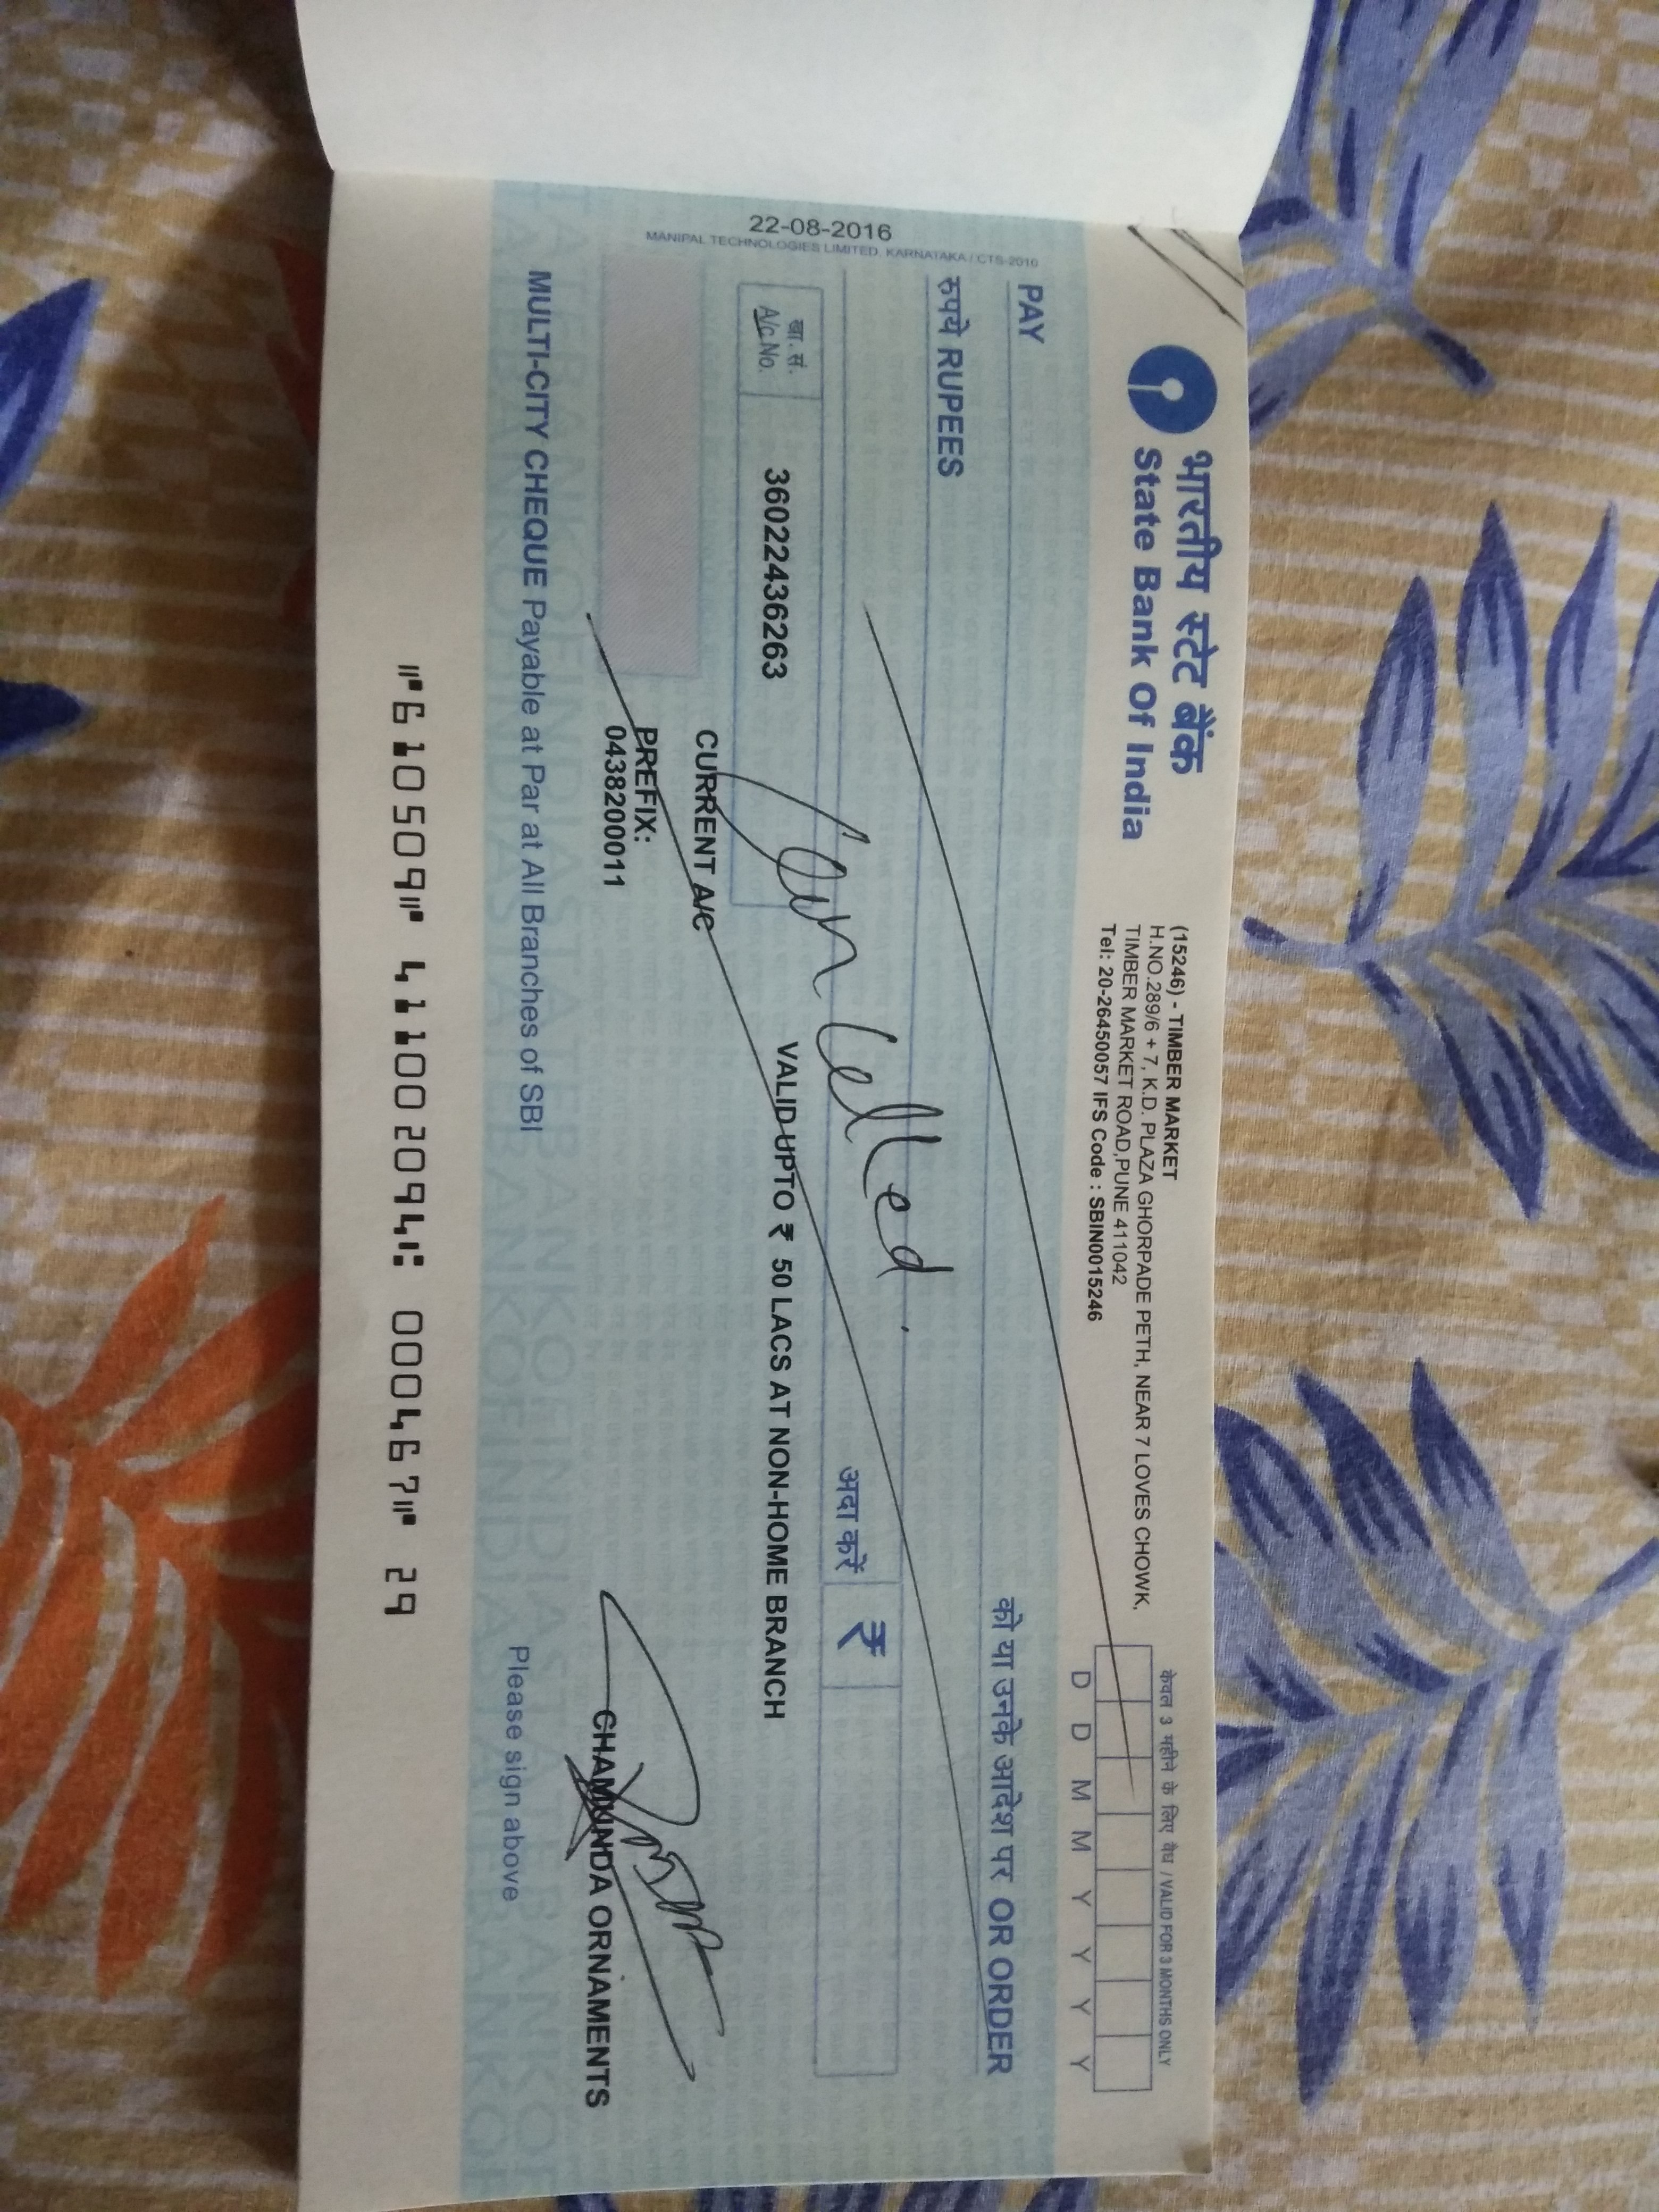 भारतीय स्टेट बैंक
State Bank Of India
(15246) - TIMBER MARKET
H.NO.289/6 + 7, K.D. PLAZA GHORPADE PETH, NEAR 7 LOVES CHOWK,
TIMBER MARKET ROAD,PUNE 411042
Tel: 20-26450057 IFS Code : SBIN0015246
केवल 3 महीने के लिए वैध / VALID FOR 3 MONTHS ONLY
D D M M Y Y Y Y
PAY
को या उनके आदेश पर OR ORDER
रुपये RUPEES
अदा करें ₹
Cancelled.
खा. सं.
A/c No.
36022436263
VALID UPTO ₹ 50 LACS AT NON-HOME BRANCH
CURRENT A/c
PREFIX:
0438200011
CHAMUNDA ORNAMENTS
MULTI-CITY CHEQUE Payable at Par at All Branches of SBI
Please sign above
⑈610509⑈ 411002094⑆ 000467⑈ 29
22-08-2016
MANIPAL TECHNOLOGIES LIMITED, KARNATAKA / CTS-2010